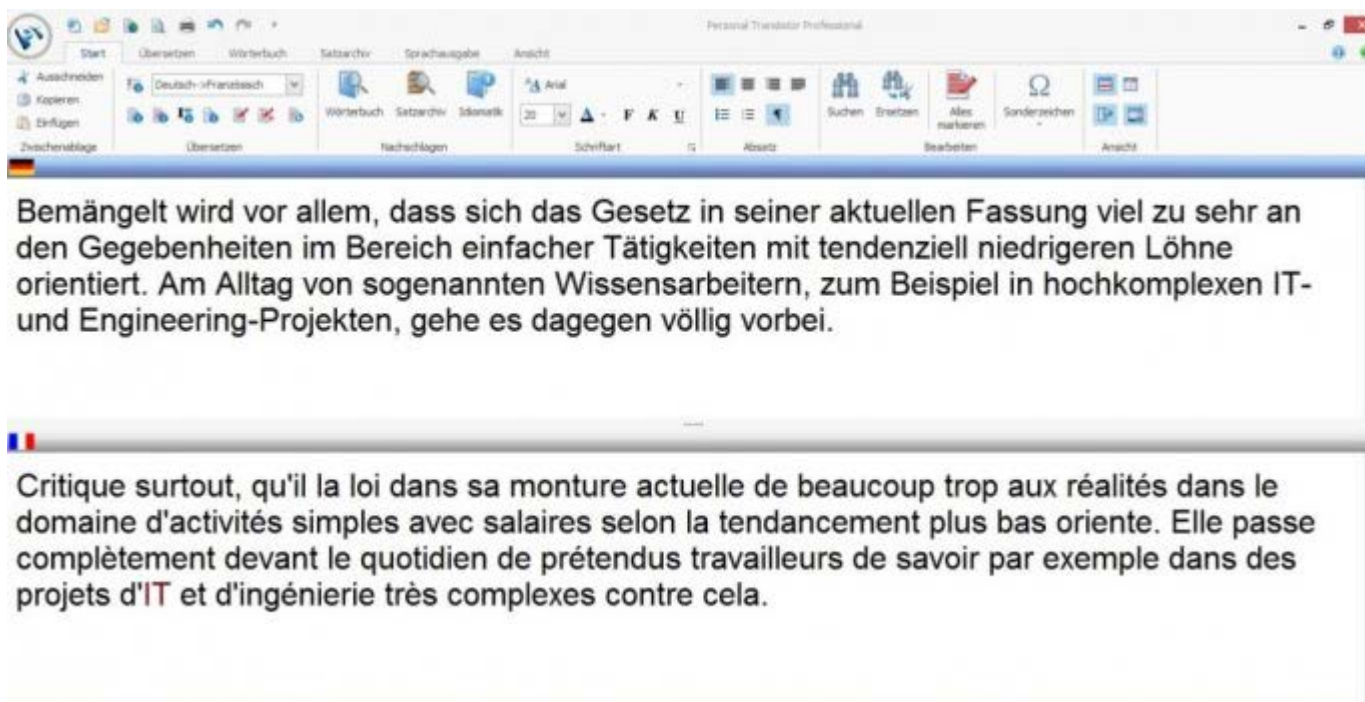 Personal Translator Professional
Start Übersetzen Wörterbuch Satzarchiv Sprachausgabe Ansicht
Ausschneiden
Kopieren
Einfügen
Zwischenablage
Deutsch->Französisch
Übersetzen
Wörterbuch Satzarchiv Idiomatik
Nachschlagen
Arial
20 A F K U
Schriftart
Absatz
Suchen Ersetzen Alles markieren Sonderzeichen
Bearbeiten
Ansicht
Bemängelt wird vor allem, dass sich das Gesetz in seiner aktuellen Fassung viel zu sehr an
den Gegebenheiten im Bereich einfacher Tätigkeiten mit tendenziell niedrigeren Löhne
orientiert. Am Alltag von sogenannten Wissensarbeitern, zum Beispiel in hochkomplexen IT-
und Engineering-Projekten, gehe es dagegen völlig vorbei.
Critique surtout, qu'il la loi dans sa monture actuelle de beaucoup trop aux réalités dans le
domaine d'activités simples avec salaires selon la tendancement plus bas oriente. Elle passe
complètement devant le quotidien de prétendus travailleurs de savoir par exemple dans des
projets d'IT et d'ingénierie très complexes contre cela.